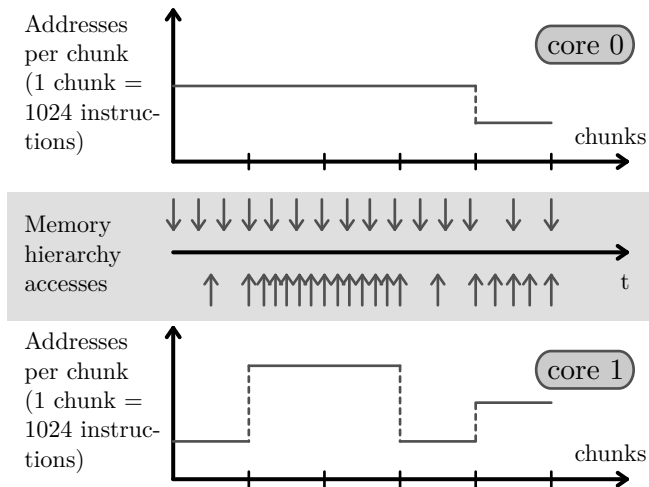 Addresses
per chunk
(1 chunk =
1024 instruc-
tions)
core 0
chunks
Memory
hierarchy
accesses
t
Addresses
per chunk
(1 chunk =
1024 instruc-
tions)
core 1
chunks